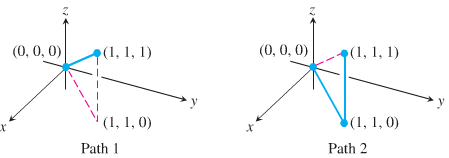 z
(0, 0, 0)
(1, 1, 1)
y
x
(1, 1, 0)
Path 1
z
(0, 0, 0)
(1, 1, 1)
y
x
(1, 1, 0)
Path 2